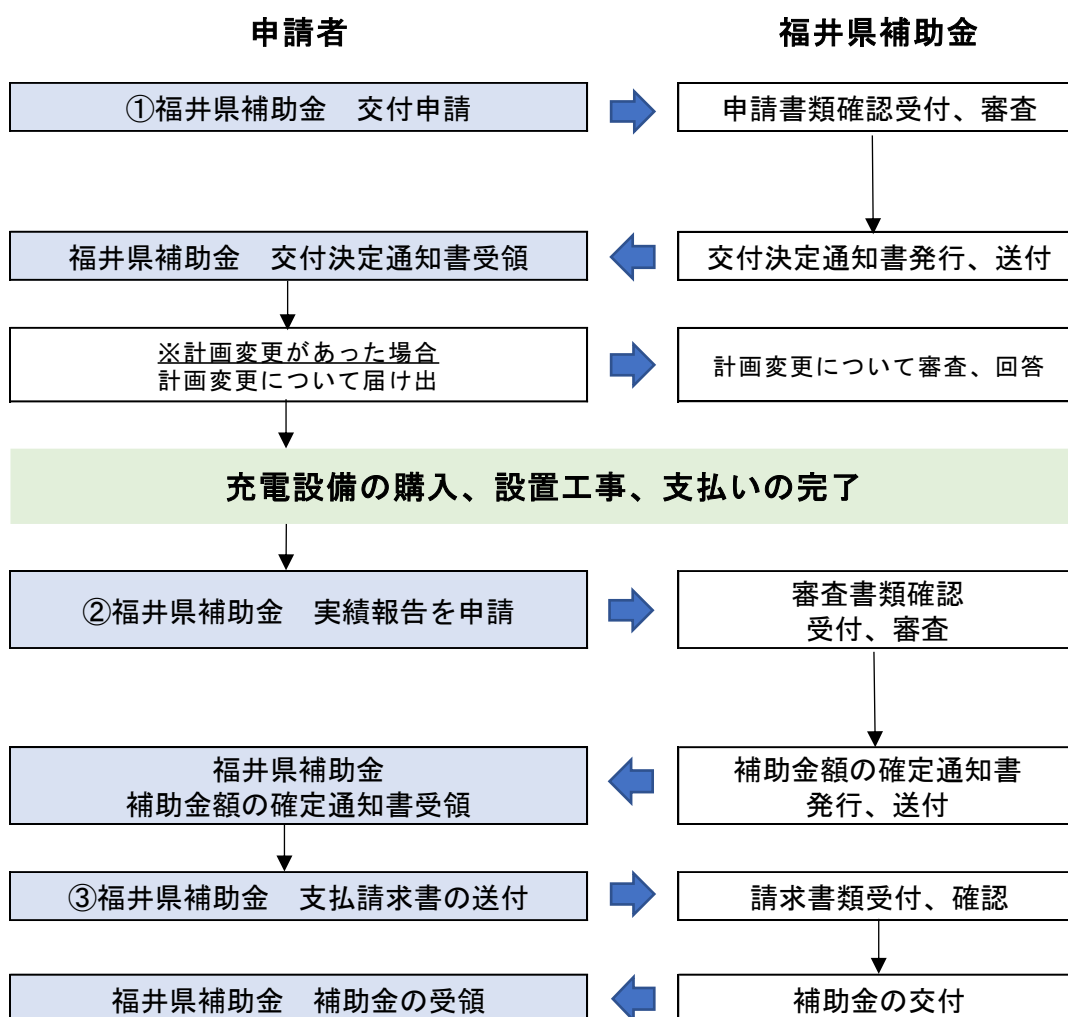 申請者
福井県補助金
①福井県補助金　交付申請
申請書類確認受付、審査
福井県補助金　交付決定通知書受領
交付決定通知書発行、送付
※計画変更があった場合
計画変更について届け出
計画変更について審査、回答
充電設備の購入、設置工事、支払いの完了
②福井県補助金　実績報告を申請
審査書類確認
受付、審査
福井県補助金
補助金額の確定通知書受領
補助金額の確定通知書
発行、送付
③福井県補助金　支払請求書の送付
請求書類受付、確認
福井県補助金　補助金の受領
補助金の交付